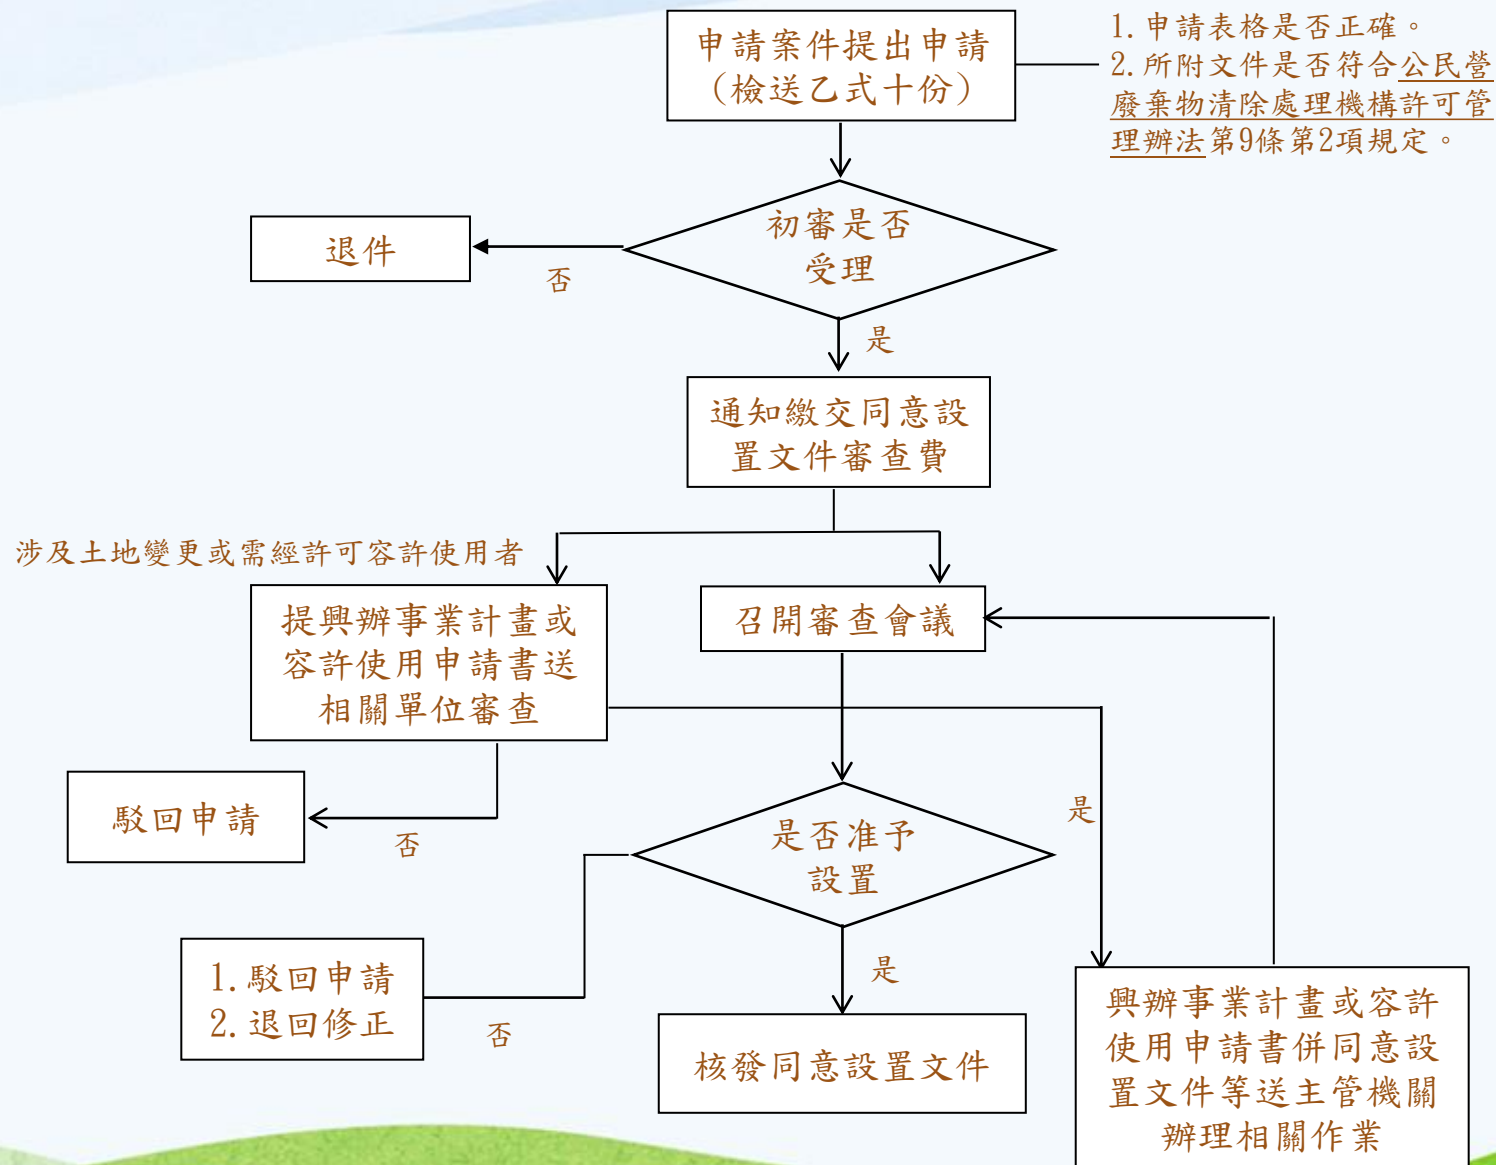 申請案件提出申請
(檢送乙式十份)
1.申請表格是否正確。
2.所附文件是否符合公民營
廢棄物清除處理機構許可管
理辦法第9條第2項規定。
初審是否
受理
退件
否
是
通知繳交同意設
置文件審查費
涉及土地變更或需經許可容許使用者
提興辦事業計畫或
容許使用申請書送
相關單位審查
召開審查會議
駁回申請
否
是否准予
設置
是
1.駁回申請
2.退回修正
否
是
核發同意設置文件
興辦事業計畫或容許
使用申請書併同意設
置文件等送主管機關
辦理相關作業